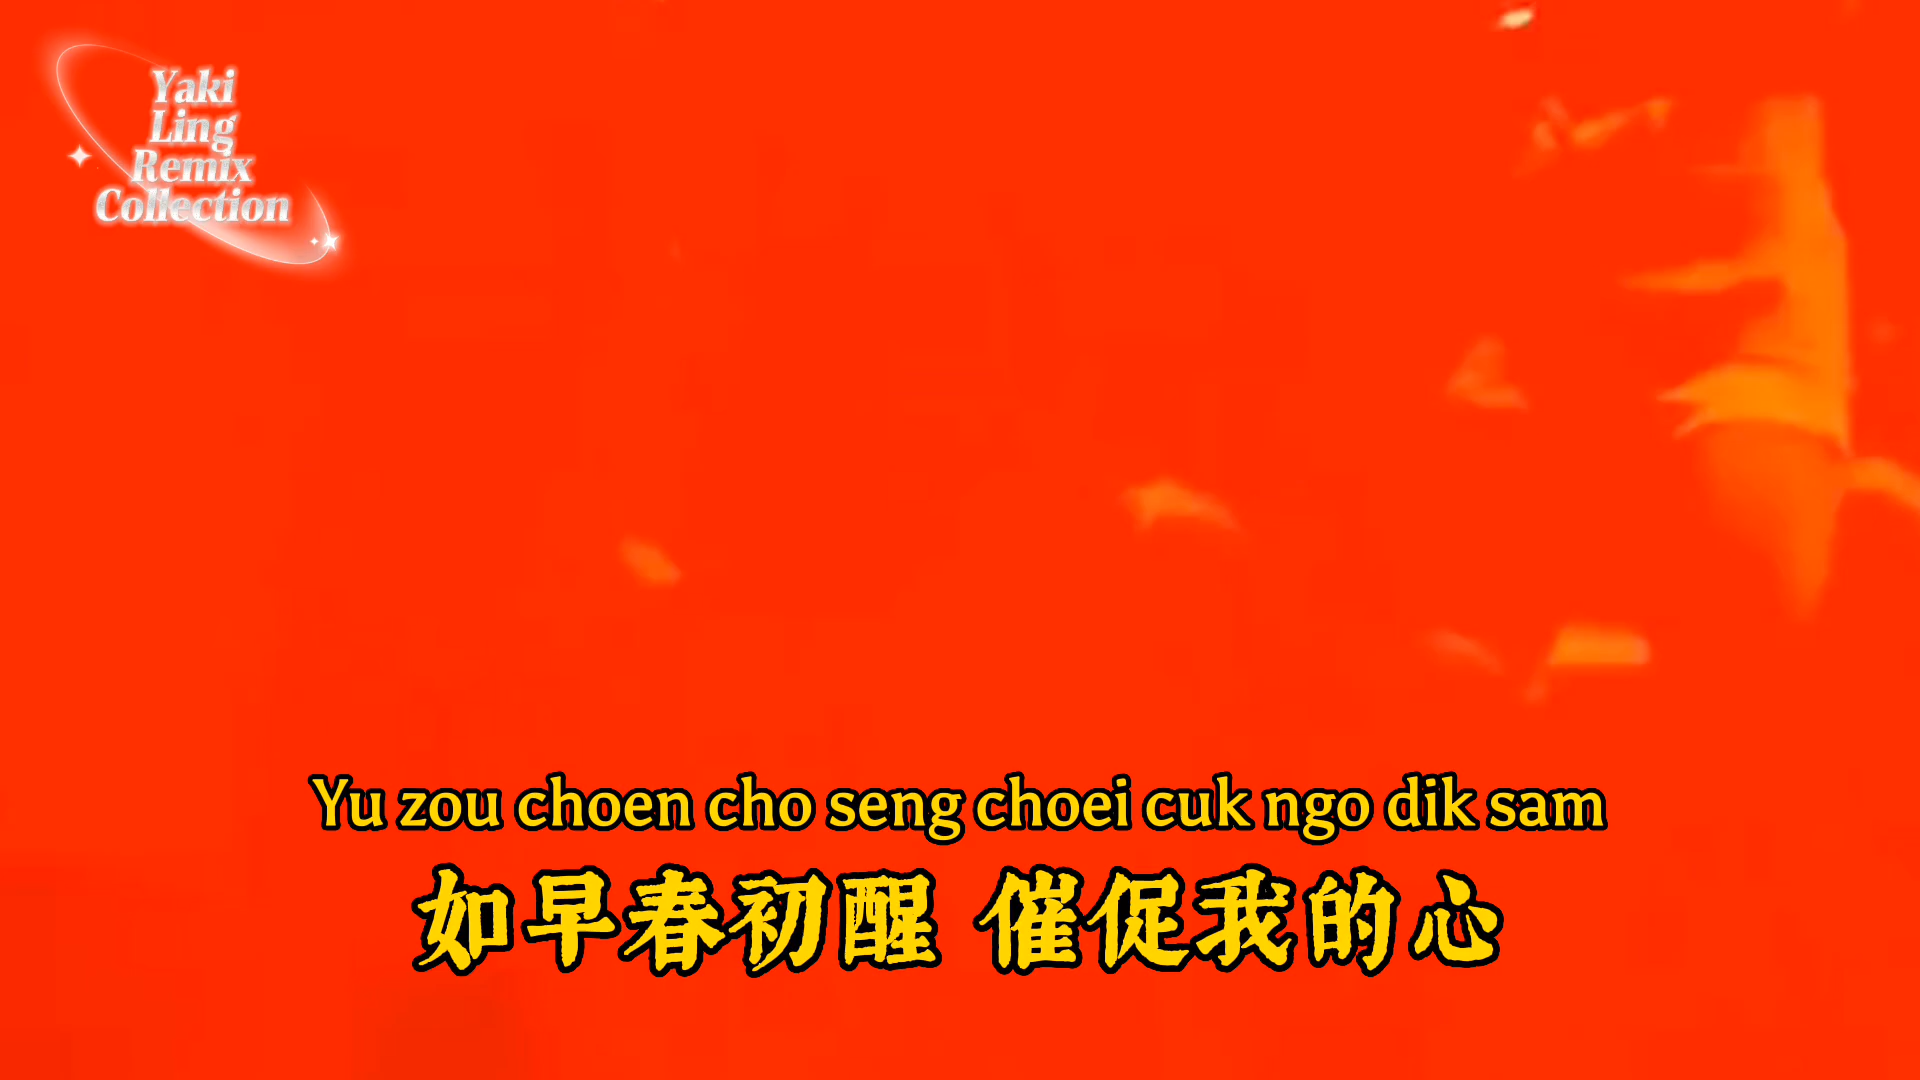 Yaki
Ling
Remix
Collection
Yu zou choen cho seng choei cuk ngo dik sam
如早春初醒 催促我的心